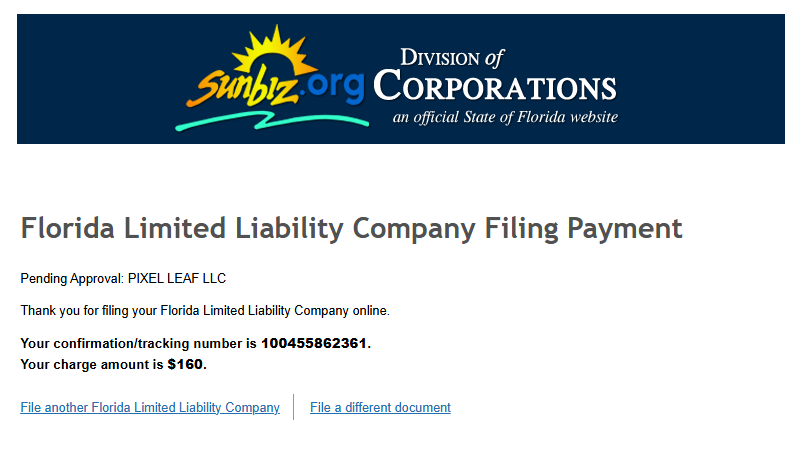 sunbiz.org
DIVISION of
CORPORATIONS
an official State of Florida website
Florida Limited Liability Company Filing Payment
Pending Approval: PIXEL LEAF LLC
Thank you for filing your Florida Limited Liability Company online.
Your confirmation/tracking number is 100455862361.
Your charge amount is $160.
File another Florida Limited Liability Company File a different document